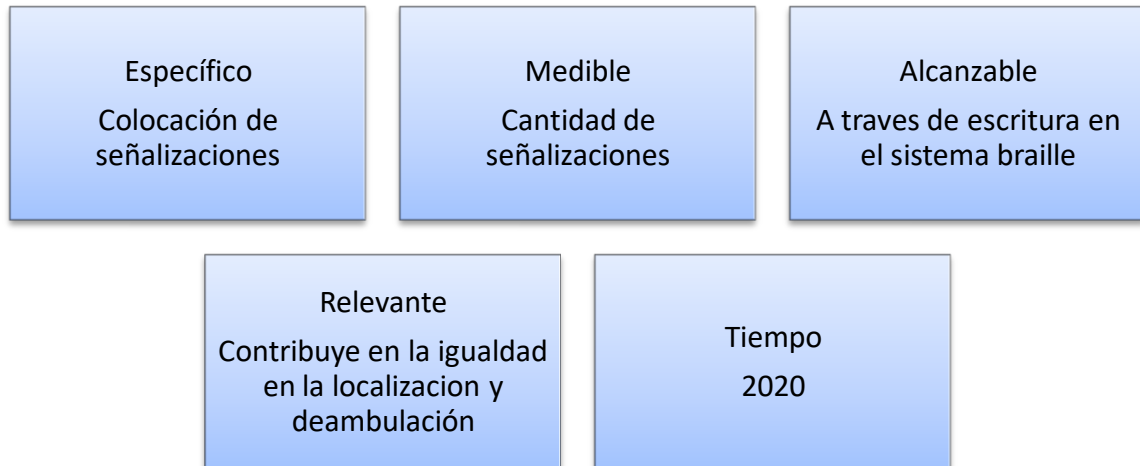 Específico
Colocación de
señalizaciones
Medible
Cantidad de
señalizaciones
Alcanzable
A traves de escritura en
el sistema braille
Relevante
Contribuye en la igualdad
en la localizacion y
deambulación
Tiempo
2020